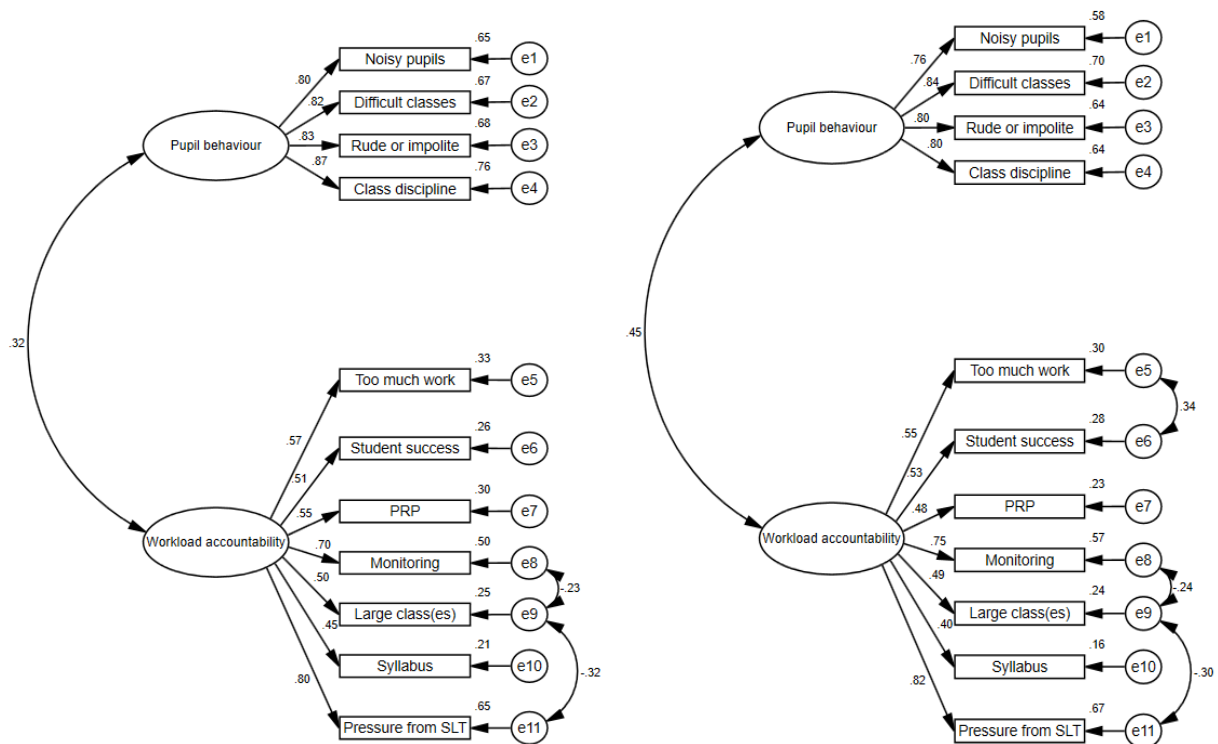 .65
Noisy pupils
e1
.80
.67
Difficult classes
e2
.82
.68
Pupil behaviour
.83
Rude or impolite
e3
.87
.76
Class discipline
e4
.32
.33
Too much work
e5
.57
.26
Student success
e6
.51
.30
PRP
e7
.55
.50
Workload accountability
.70
Monitoring
e8
-.23
.50
.25
Large class(es)
e9
.45
.21
Syllabus
e10
-.32
.80
.65
Pressure from SLT
e11
.58
Noisy pupils
e1
.76
.70
Difficult classes
e2
.84
.64
Pupil behaviour
.80
Rude or impolite
e3
.80
.64
Class discipline
e4
.45
.30
Too much work
e5
.34
.55
.28
Student success
e6
.53
.23
PRP
e7
.48
.57
Workload accountability
.75
Monitoring
e8
-.24
.49
.24
Large class(es)
e9
.40
.16
Syllabus
e10
-.30
.82
.67
Pressure from SLT
e11